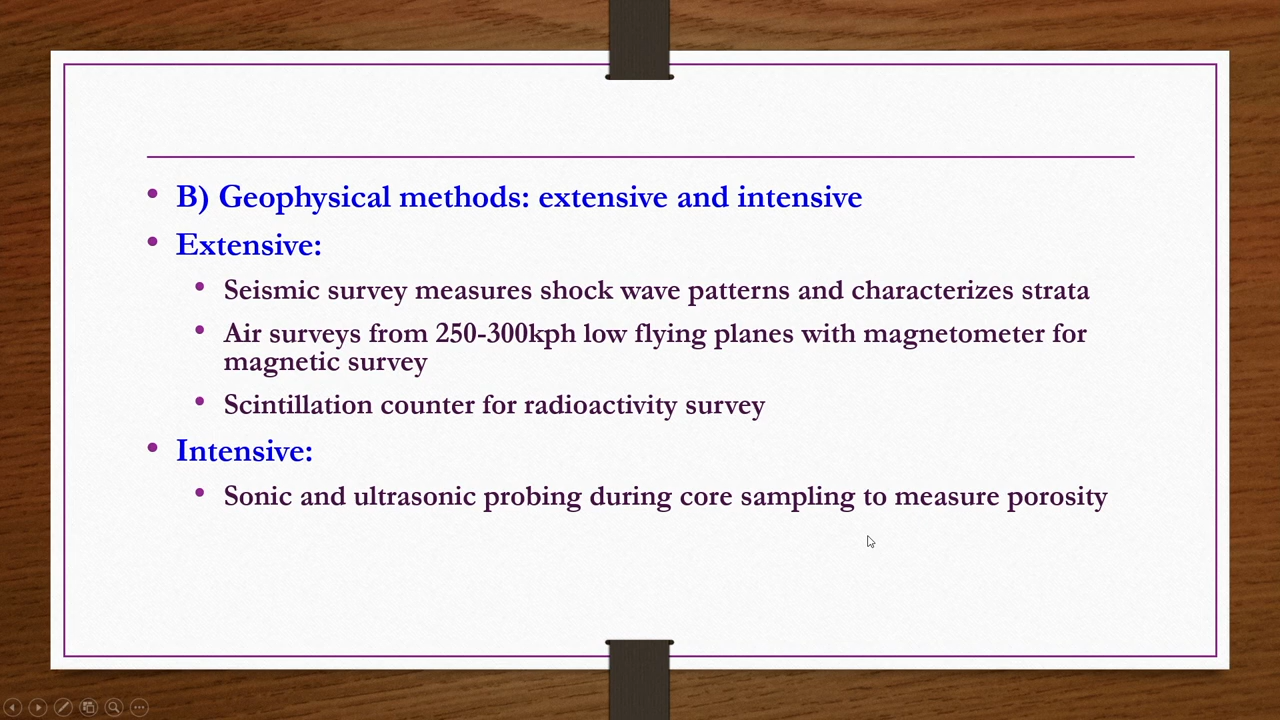 B) Geophysical methods: extensive and intensive
Extensive:
Seismic survey measures shock wave patterns and characterizes strata
Air surveys from 250-300kph low flying planes with magnetometer for
magnetic survey
Scintillation counter for radioactivity survey
Intensive:
Sonic and ultrasonic probing during core sampling to measure porosity